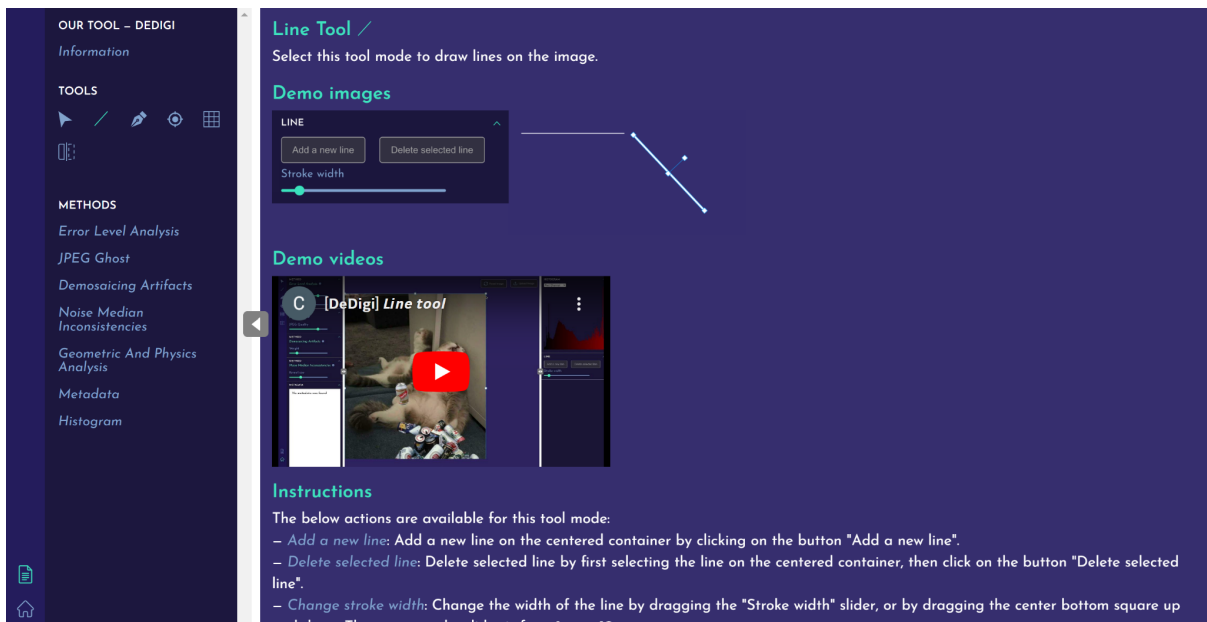 OUR TOOL – DEDIGI
Information
TOOLS
METHODS
Error Level Analysis
JPEG Ghost
Demosaicing Artifacts
Noise Median
Inconsistencies
Geometric And Physics
Analysis
Metadata
Histogram
Line Tool
Select this tool mode to draw lines on the image.
Demo images
LINE
Add a new line
Delete selected line
Stroke width
Demo videos
C
[DeDigi] Line tool
Instructions
The below actions are available for this tool mode:
– Add a new line: Add a new line on the centered container by clicking on the button "Add a new line".
– Delete selected line: Delete selected line by first selecting the line on the centered container, then click on the button "Delete selected
line".
– Change stroke width: Change the width of the line by dragging the "Stroke width" slider, or by dragging the center bottom square up